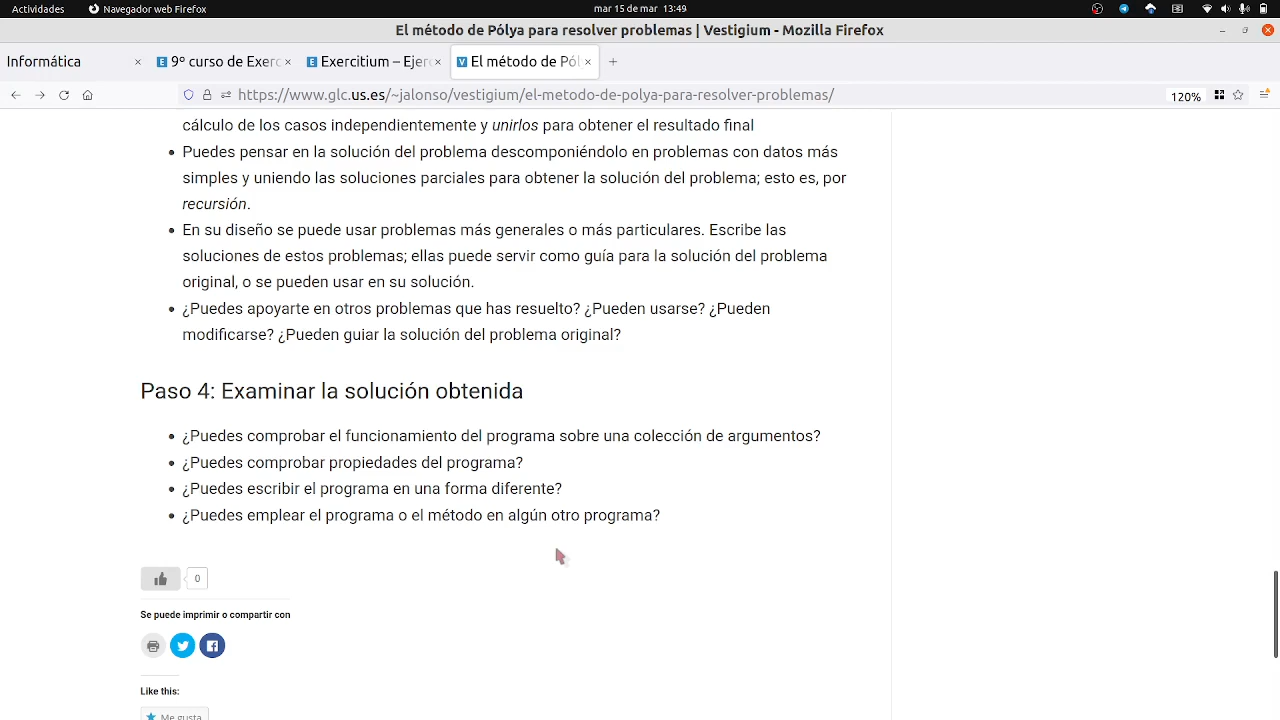 Actividades
Navegador web Firefox
mar 15 de mar 13:49
El método de Pólya para resolver problemas | Vestigium - Mozilla Firefox
Informática
9º curso de Exerc
Exercitium – Ejerc
El método de Pól
https://www.glc.us.es/~jalonso/vestigium/el-metodo-de-polya-para-resolver-problemas/
120%
cálculo de los casos independientemente y unirlos para obtener el resultado final
Puedes pensar en la solución del problema descomponiéndolo en problemas con datos más
simples y uniendo las soluciones parciales para obtener la solución del problema; esto es, por
recursión.
En su diseño se puede usar problemas más generales o más particulares. Escribe las
soluciones de estos problemas; ellas puede servir como guía para la solución del problema
original, o se pueden usar en su solución.
¿Puedes apoyarte en otros problemas que has resuelto? ¿Pueden usarse? ¿Pueden
modificarse? ¿Pueden guiar la solución del problema original?
Paso 4: Examinar la solución obtenida
¿Puedes comprobar el funcionamiento del programa sobre una colección de argumentos?
¿Puedes comprobar propiedades del programa?
¿Puedes escribir el programa en una forma diferente?
¿Puedes emplear el programa o el método en algún otro programa?
0
Se puede imprimir o compartir con
Like this:
Me gusta